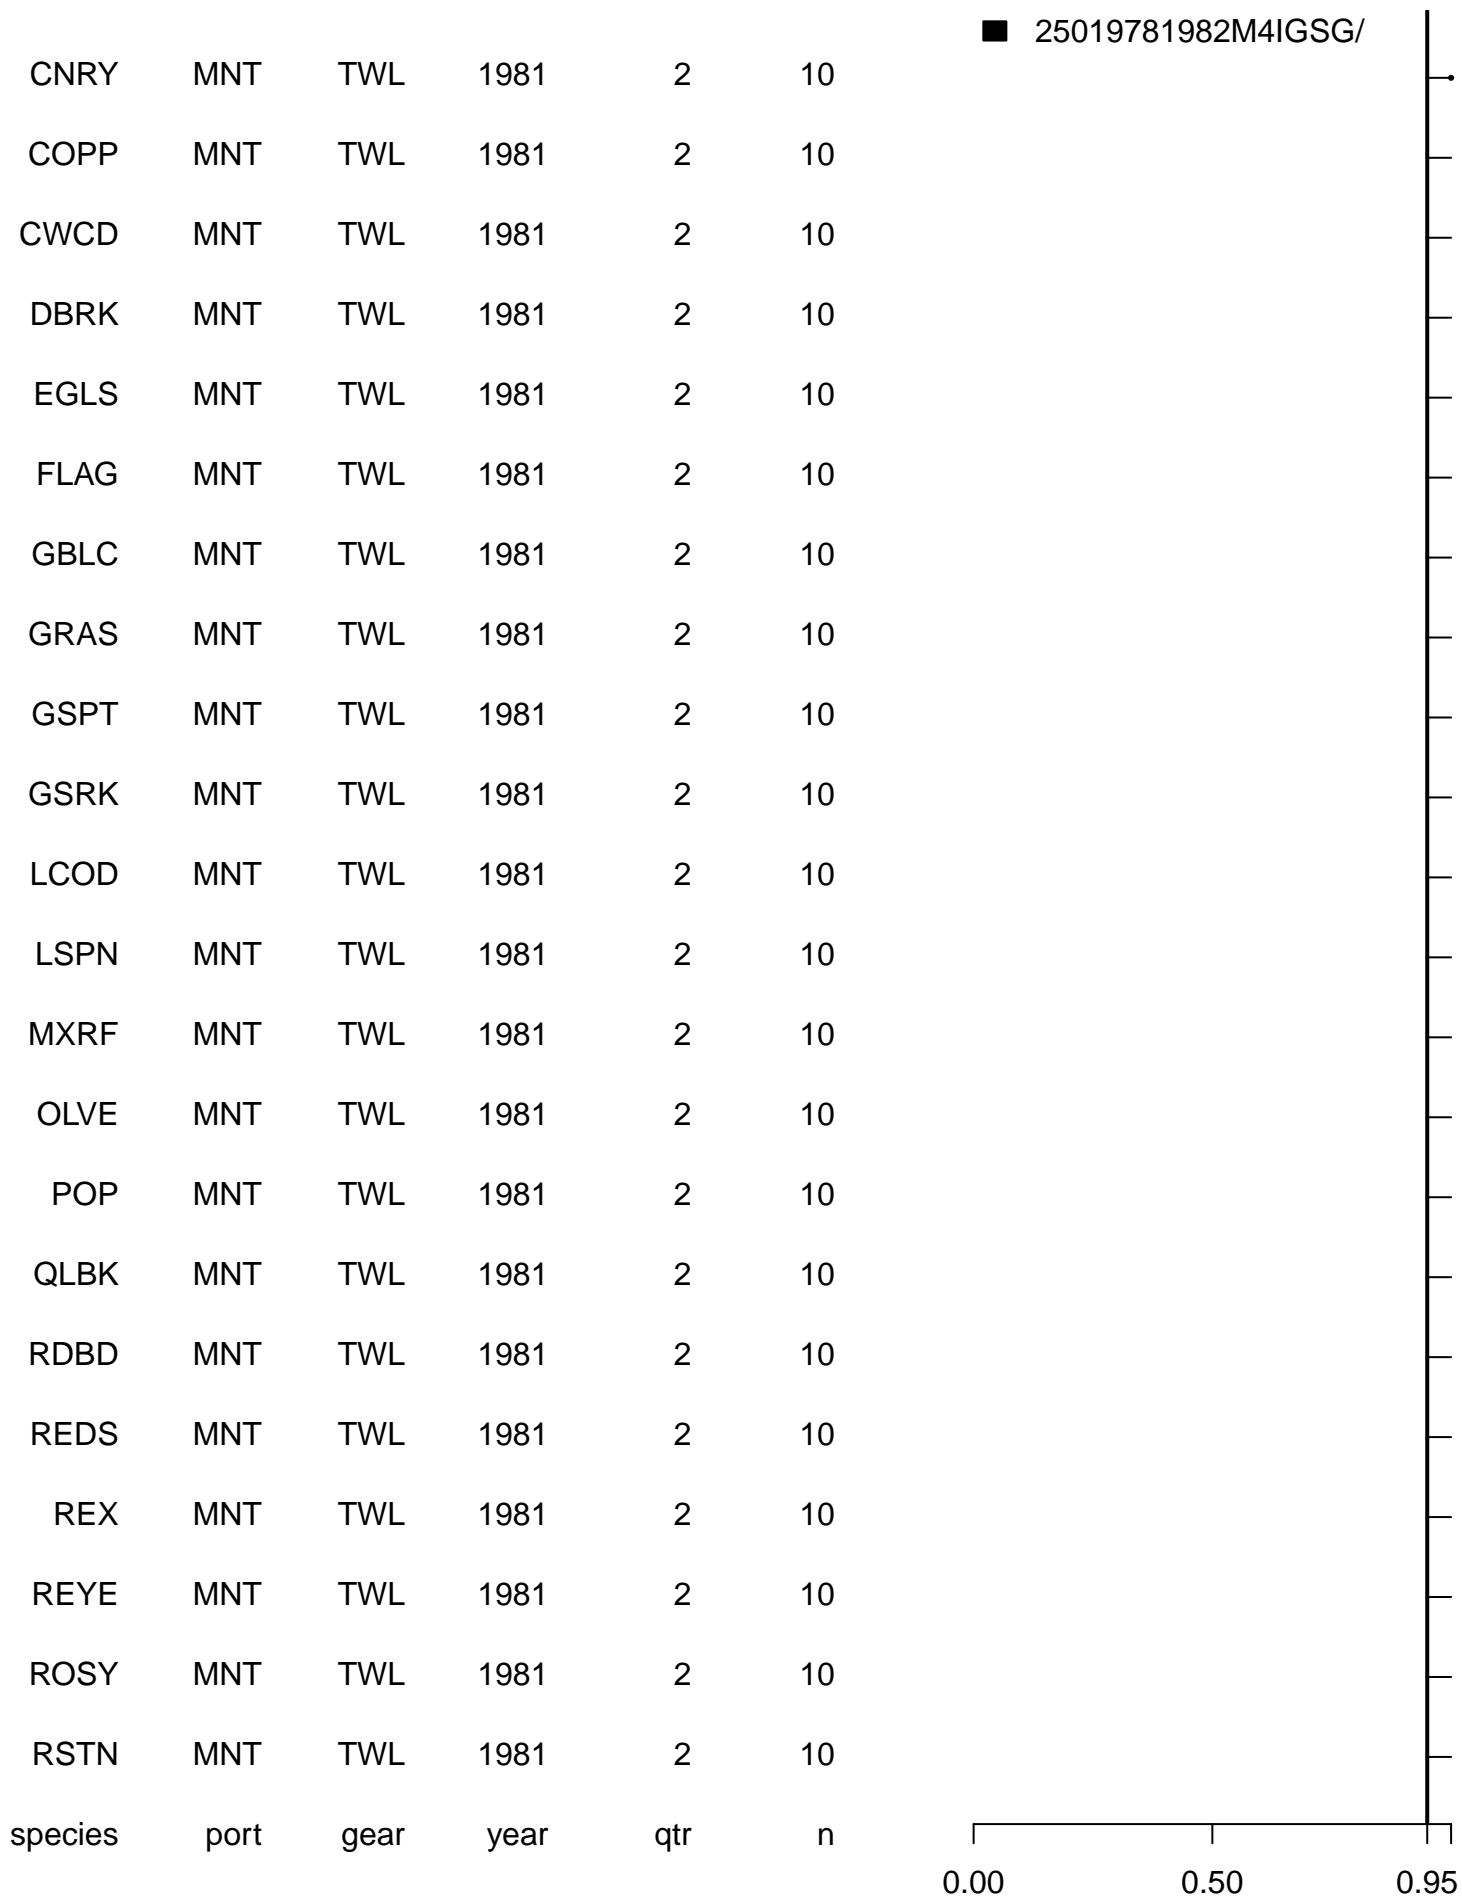 25019781982M4IGSG/
CNRY MNT TWL 1981 2 10
COPP MNT TWL 1981 2 10
CWCD MNT TWL 1981 2 10
DBRK MNT TWL 1981 2 10
EGLS MNT TWL 1981 2 10
FLAG MNT TWL 1981 2 10
GBLC MNT TWL 1981 2 10
GRAS MNT TWL 1981 2 10
GSPT MNT TWL 1981 2 10
GSRK MNT TWL 1981 2 10
LCOD MNT TWL 1981 2 10
LSPN MNT TWL 1981 2 10
MXRF MNT TWL 1981 2 10
OLVE MNT TWL 1981 2 10
POP MNT TWL 1981 2 10
QLBK MNT TWL 1981 2 10
RDBD MNT TWL 1981 2 10
REDS MNT TWL 1981 2 10
REX MNT TWL 1981 2 10
REYE MNT TWL 1981 2 10
ROSY MNT TWL 1981 2 10
RSTN MNT TWL 1981 2 10
species port gear year qtr n
0.00 0.50 0.95